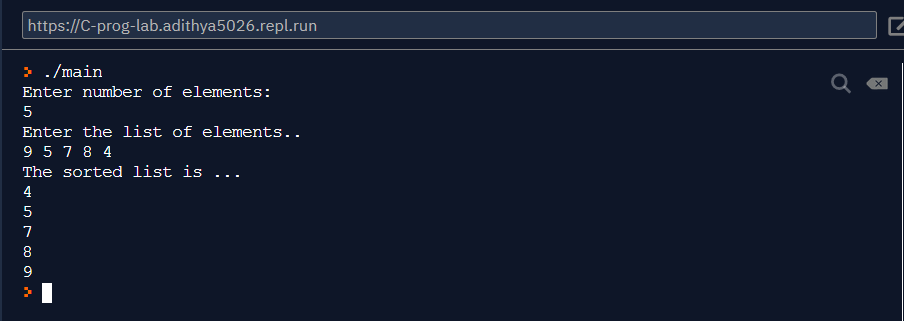 https://C-prog-lab.adithya5026.repl.run
> ./main
Enter number of elements:
5
Enter the list of elements..
9 5 7 8 4
The sorted list is ...
4
5
7
8
9
>